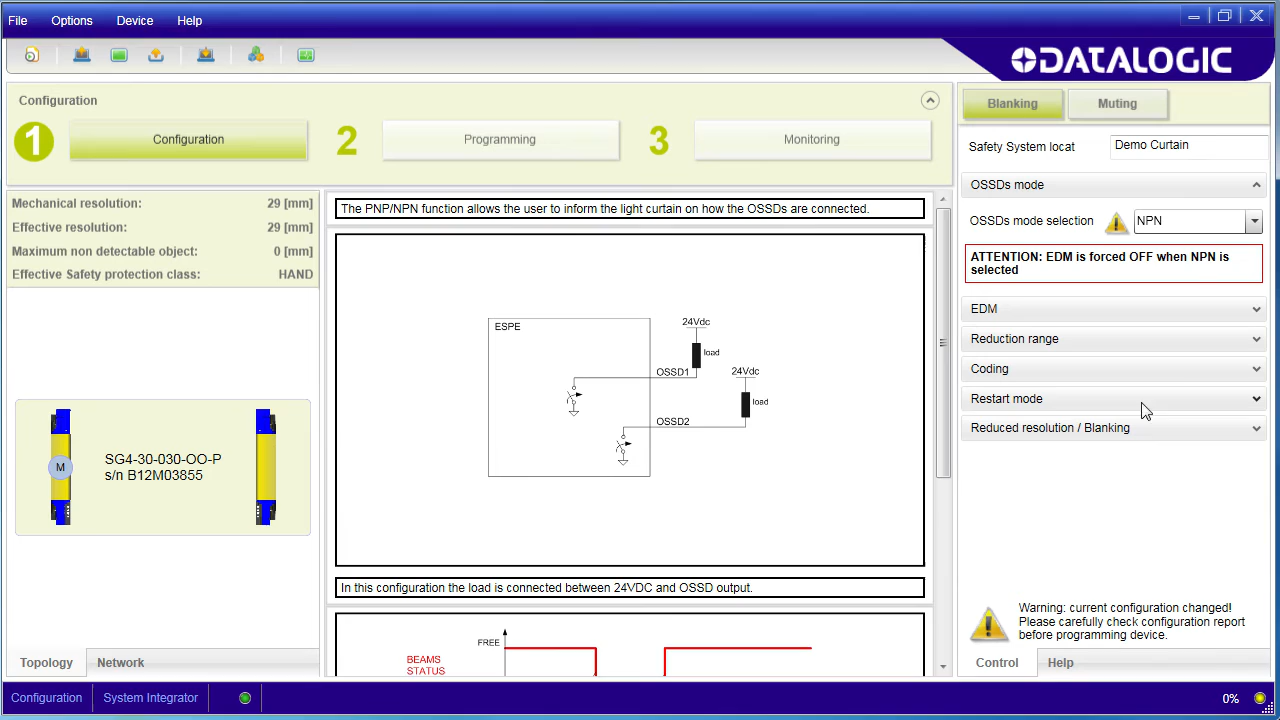 File Options Device Help
DATALOGIC
Configuration
1 Configuration 2 Programming 3 Monitoring
Mechanical resolution: 29 [mm]
Effective resolution: 29 [mm]
Maximum non detectable object: 0 [mm]
Effective Safety protection class: HAND
M
SG4-30-030-OO-P
s/n B12M03855
Topology Network
The PNP/NPN function allows the user to inform the light curtain on how the OSSDs are connected.
ESPE
24Vdc
load
OSSD1
24Vdc
load
OSSD2
In this configuration the load is connected between 24VDC and OSSD output.
FREE
BEAMS
STATUS
Blanking Muting
Safety System locat Demo Curtain
OSSDs mode
OSSDs mode selection NPN
ATTENTION: EDM is forced OFF when NPN is
selected
EDM
Reduction range
Coding
Restart mode
Reduced resolution / Blanking
Warning: current configuration changed!
Please carefully check configuration report
before programming device.
Control Help
Configuration System Integrator 0%